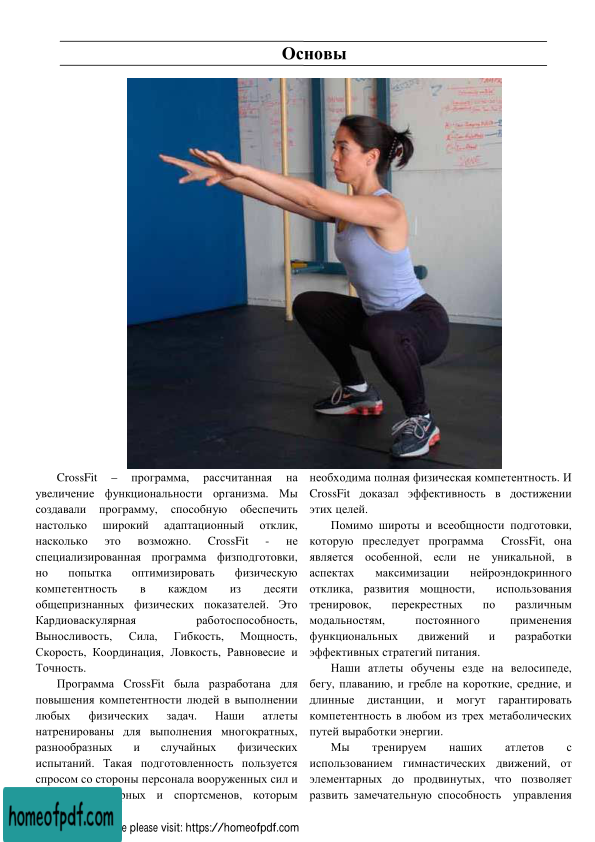 Основы
CrossFit – программа, рассчитанная на
увеличение функциональности организма. Мы
создавали программу, способную обеспечить
настолько широкий адаптационный отклик,
насколько это возможно. CrossFit - не
специализированная программа физподготовки,
но попытка оптимизировать физическую
компетентность в каждом из десяти
общепризнанных физических показателей. Это
Кардиоваскулярная работоспособность,
Выносливость, Сила, Гибкость, Мощность,
Скорость, Координация, Ловкость, Равновесие и
Точность.
Программа CrossFit была разработана для
повышения компетентности людей в выполнении
любых физических задач. Наши атлеты
натренированы для выполнения многократных,
разнообразных и случайных физических
испытаний. Такая подготовленность пользуется
спросом со стороны персонала вооруженных сил и
и спортсменов, которым
необходима полная физическая компетентность. И
CrossFit доказал эффективность в достижении
этих целей.
Помимо широты и всеобщности подготовки,
которую преследует программа CrossFit, она
является особенной, если не уникальной, в
аспектах максимизации нейроэндокринного
отклика, развития мощности, использования
тренировок, перекрестных по различным
модальностям, постоянного применения
функциональных движений и разработки
эффективных стратегий питания.
Наши атлеты обучены езде на велосипеде,
бегу, плаванию, и гребле на короткие, средние, и
длинные дистанции, и могут гарантировать
компетентность в любом из трех метаболических
путей выработки энергии.
Мы тренируем наших атлетов с
использованием гимнастических движений, от
элементарных до продвинутых, что позволяет
развить замечательную способность управления
homeofpdf.com
please visit: https://homeofpdf.com